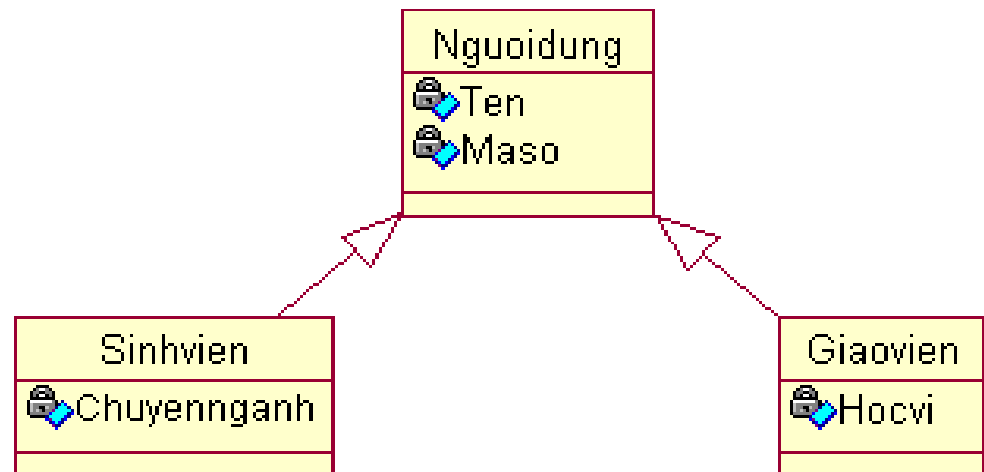 Nguoidung
Ten
Maso
Sinhvien
Chuyennganh
Giaovien
Hocvi